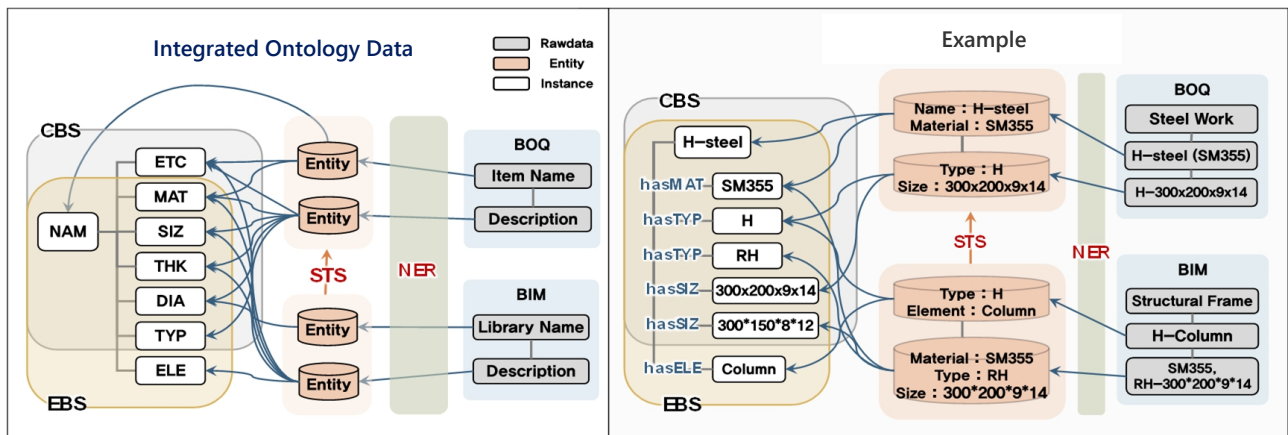 Integrated Ontology Data
Rawdata
Entity
Instance
CBS
EBS
NAM
ETC
MAT
SIZ
THK
DIA
TYP
ELE
Entity
Entity
STS
Entity
Entity
NER
BOQ
Item Name
Description
BIM
Library Name
Description
Example
CBS
EBS
H-steel
hasMAT
SM355
hasTYP
H
hasTYP
RH
hasSIZ
300x200x9x14
hasSIZ
300*150*8*12
hasELE
Column
Name : H-steel
Material : SM355
Type : H
Size : 300x200x9x14
STS
Type : H
Element : Column
Material : SM355
Type : RH
Size : 300*200*9*14
NER
BOQ
Steel Work
H-steel (SM355)
H-300x200x9x14
BIM
Structural Frame
H-Column
SM355,
RH-300*200*9*14